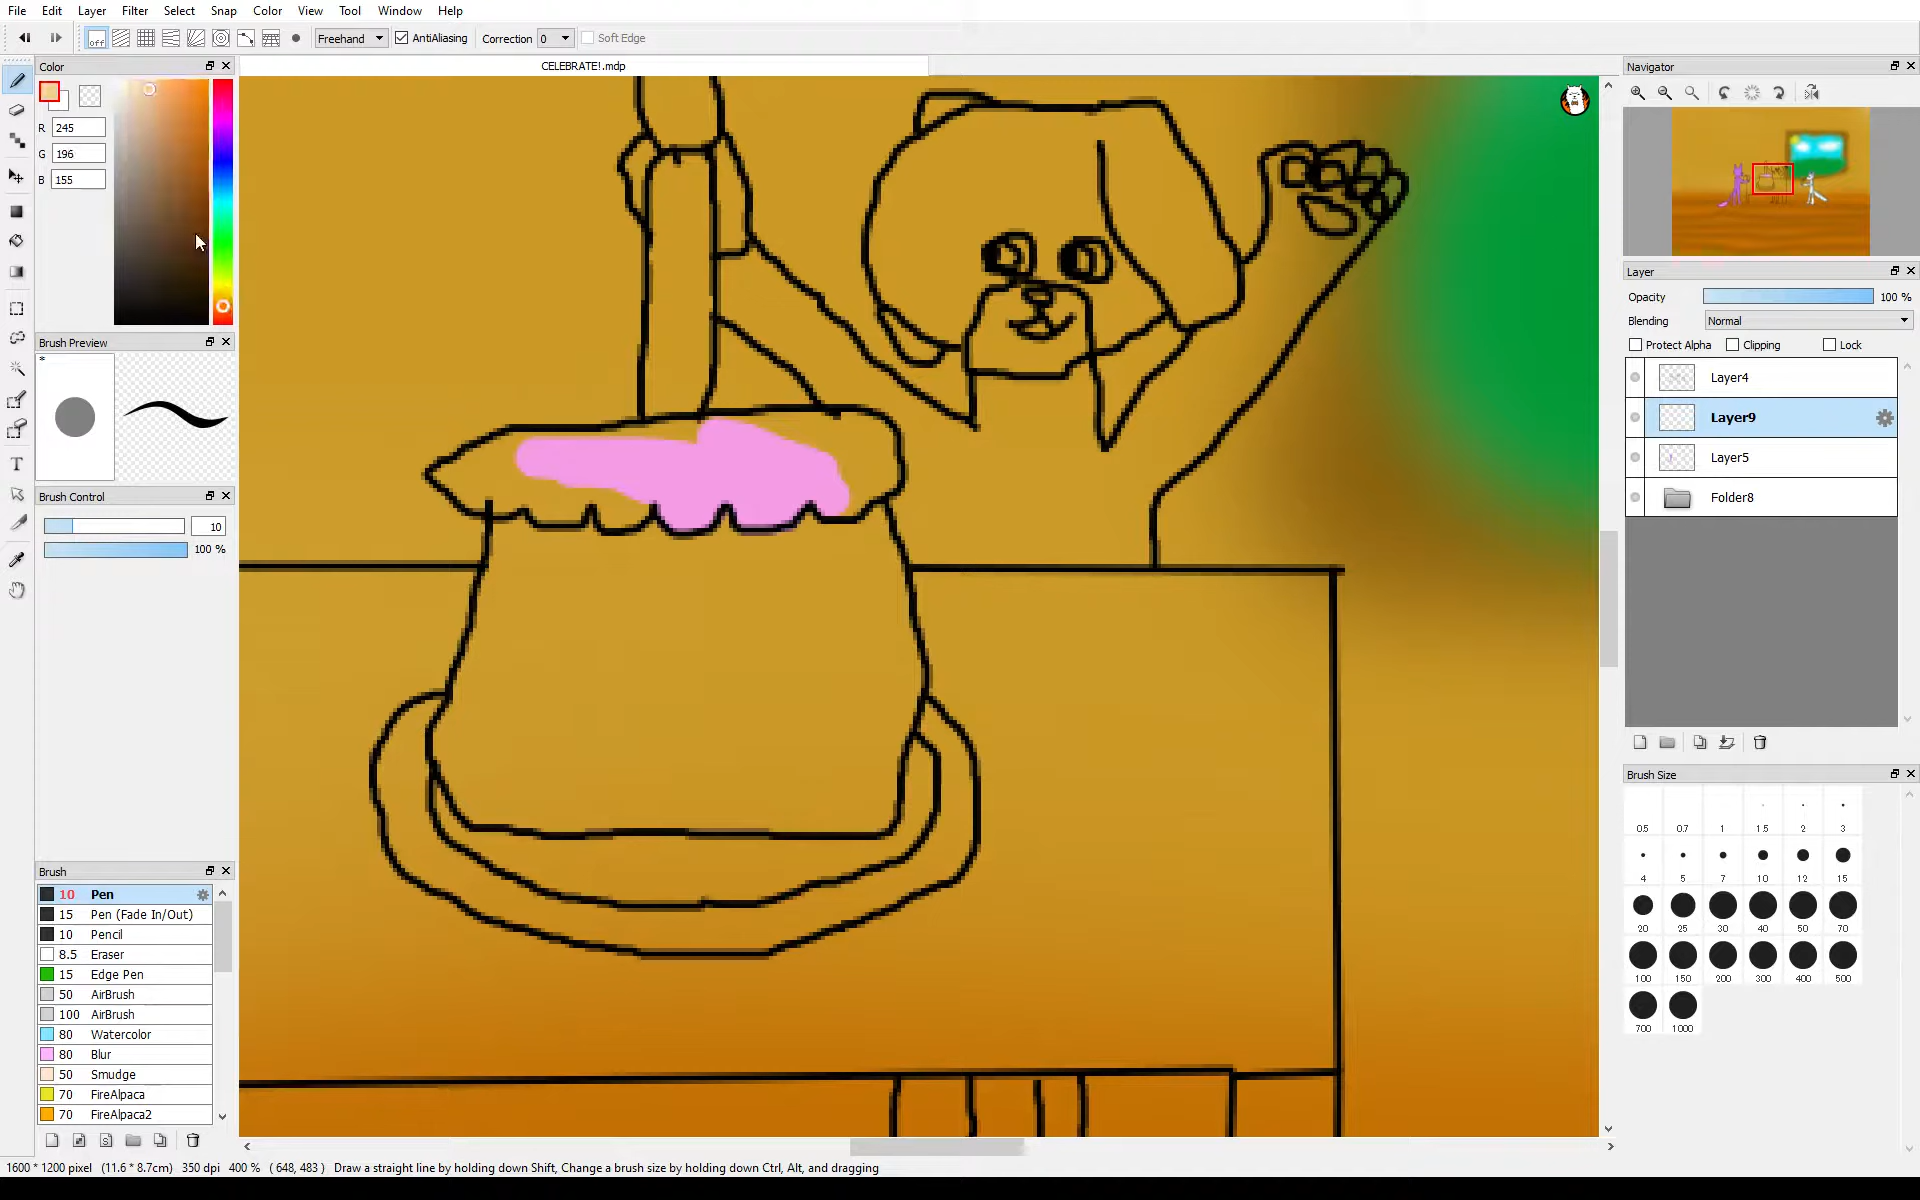 File Edit Layer Filter Select Snap Color View Tool Window Help
off Freehand AntiAliasing Correction 0 Soft Edge
Color
CELEBRATE!.mdp
Navigator
R 245
G 196
B 155
Layer
Opacity 100 %
Blending Normal
Protect Alpha Clipping Lock
Brush Preview
*
Layer4
Layer9
Layer5
Folder8
Brush Control
10
100 %
Brush Size
0.5 0.7 1 1.5 2 3
4 5 7 10 12 15
20 25 30 40 50 70
100 150 200 300 400 500
700 1000
Brush
10 Pen
15 Pen (Fade In/Out)
10 Pencil
8.5 Eraser
15 Edge Pen
50 AirBrush
100 AirBrush
80 Watercolor
80 Blur
50 Smudge
70 FireAlpaca
70 FireAlpaca2
1600 * 1200 pixel (11.6 * 8.7cm) 350 dpi 400 % ( 648, 483 ) Draw a straight line by holding down Shift, Change a brush size by holding down Ctrl, Alt, and dragging